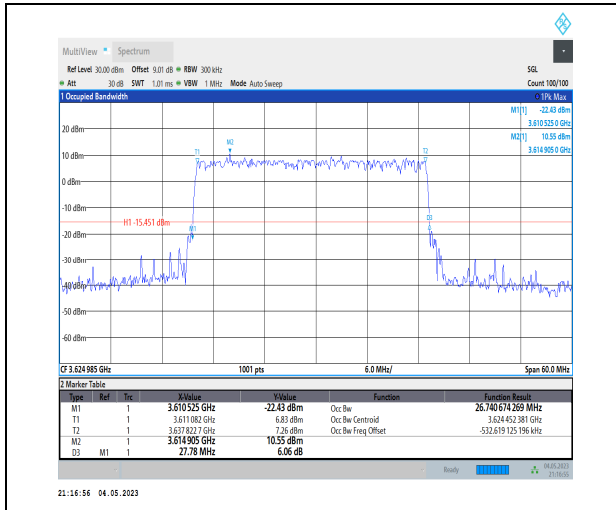 MultiView Spectrum
Ref Level 30.00 dBm Offset 9.01 dB RBW 300 kHz SGL
Att 30 dB SWT 1.01 ms VBW 1 MHz Mode Auto Sweep Count 100/100
1 Occupied Bandwidth 1Pk Max
M1[1] -22.43 dBm
3.610 525 0 GHz
M2[1] 10.55 dBm
3.614 905 0 GHz
20 dBm
M2
T1 T2
10 dBm
0 dBm
-10 dBm
H1 -15.451 dBm
D3
M1
-20 dBm
-30 dBm
-40 dBm
-50 dBm
-60 dBm
CF 3.624 985 GHz 1001 pts 6.0 MHz/ Span 60.0 MHz
2 Marker Table
Type Ref Trc X-Value Y-Value Function Function Result
M1 1 3.610 525 GHz -22.43 dBm Occ Bw 26.740 674 269 MHz
T1 1 3.611 082 GHz 6.83 dBm Occ Bw Centroid 3.624 452 381 GHz
T2 1 3.637 822 7 GHz 7.26 dBm Occ Bw Freq Offset -532.619 125 196 kHz
M2 1 3.614 905 GHz 10.55 dBm
D3 M1 1 27.78 MHz 6.06 dB
Ready 04.05.2023
21:16:55
21:16:56 04.05.2023